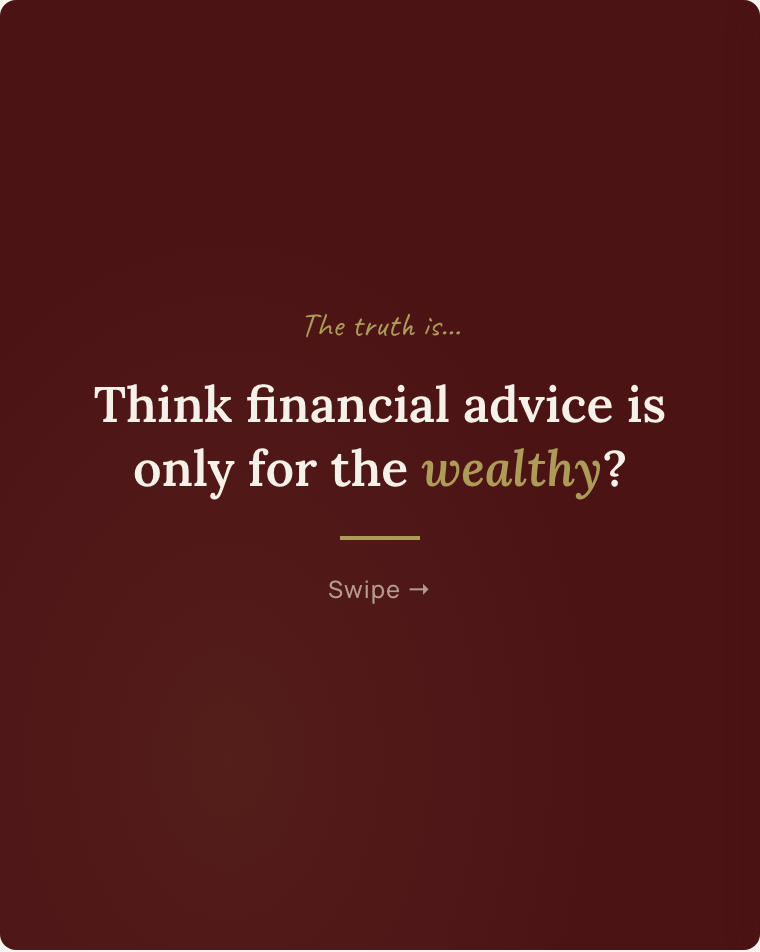 The truth is...
Think financial advice is
only for the wealthy?
Swipe →